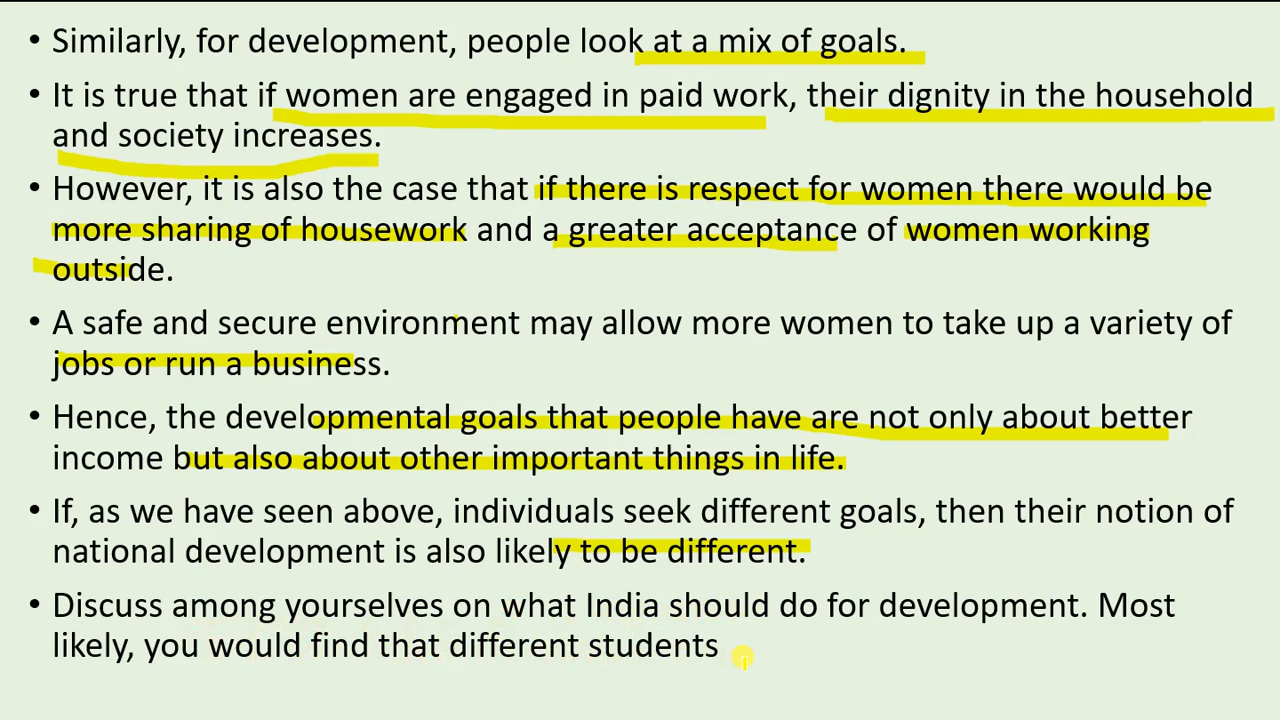 • Similarly, for development, people look at a mix of goals.
• It is true that if women are engaged in paid work, their dignity in the household
and society increases.
• However, it is also the case that if there is respect for women there would be
more sharing of housework and a greater acceptance of women working
outside.
• A safe and secure environment may allow more women to take up a variety of
jobs or run a business.
• Hence, the developmental goals that people have are not only about better
income but also about other important things in life.
• If, as we have seen above, individuals seek different goals, then their notion of
national development is also likely to be different.
• Discuss among yourselves on what India should do for development. Most
likely, you would find that different students